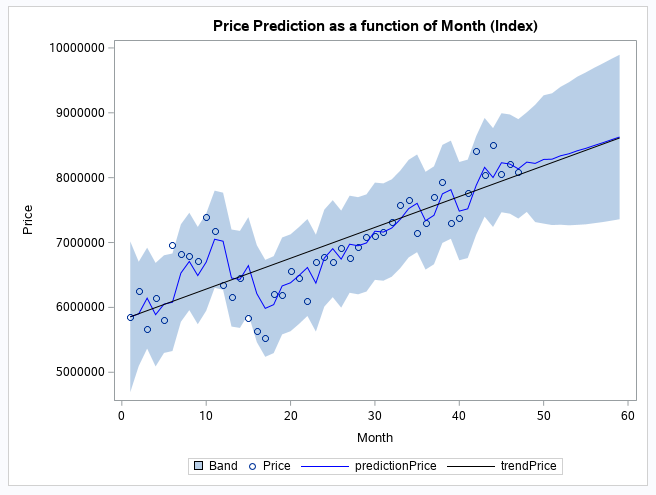 Price Prediction as a function of Month (Index)
10000000
9000000
8000000
7000000
6000000
5000000
Price
0 10 20 30 40 50 60
Month
Band Price predictionPrice trendPrice